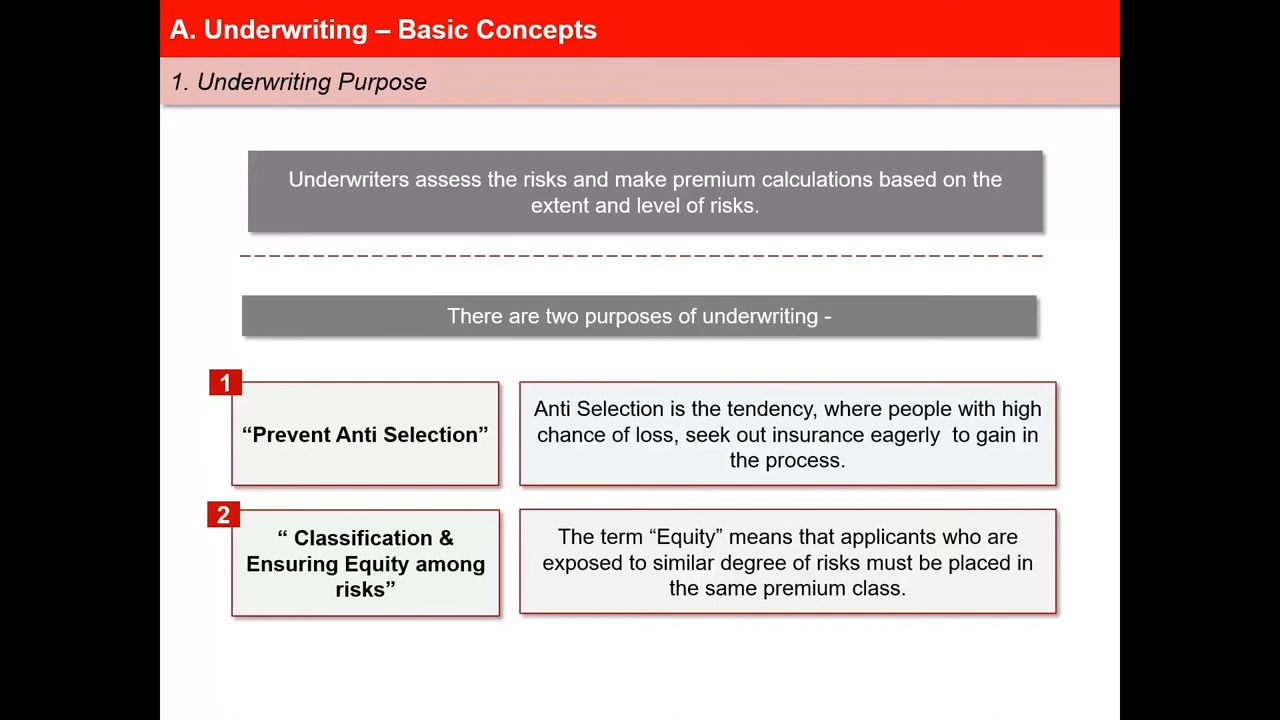 A. Underwriting – Basic Concepts
1. Underwriting Purpose
Underwriters assess the risks and make premium calculations based on the
extent and level of risks.
There are two purposes of underwriting -
1
“Prevent Anti Selection”
Anti Selection is the tendency, where people with high
chance of loss, seek out insurance eagerly  to gain in
the process.
2
“ Classification &
Ensuring Equity among
risks”
The term “Equity” means that applicants who are
exposed to similar degree of risks must be placed in
the same premium class.